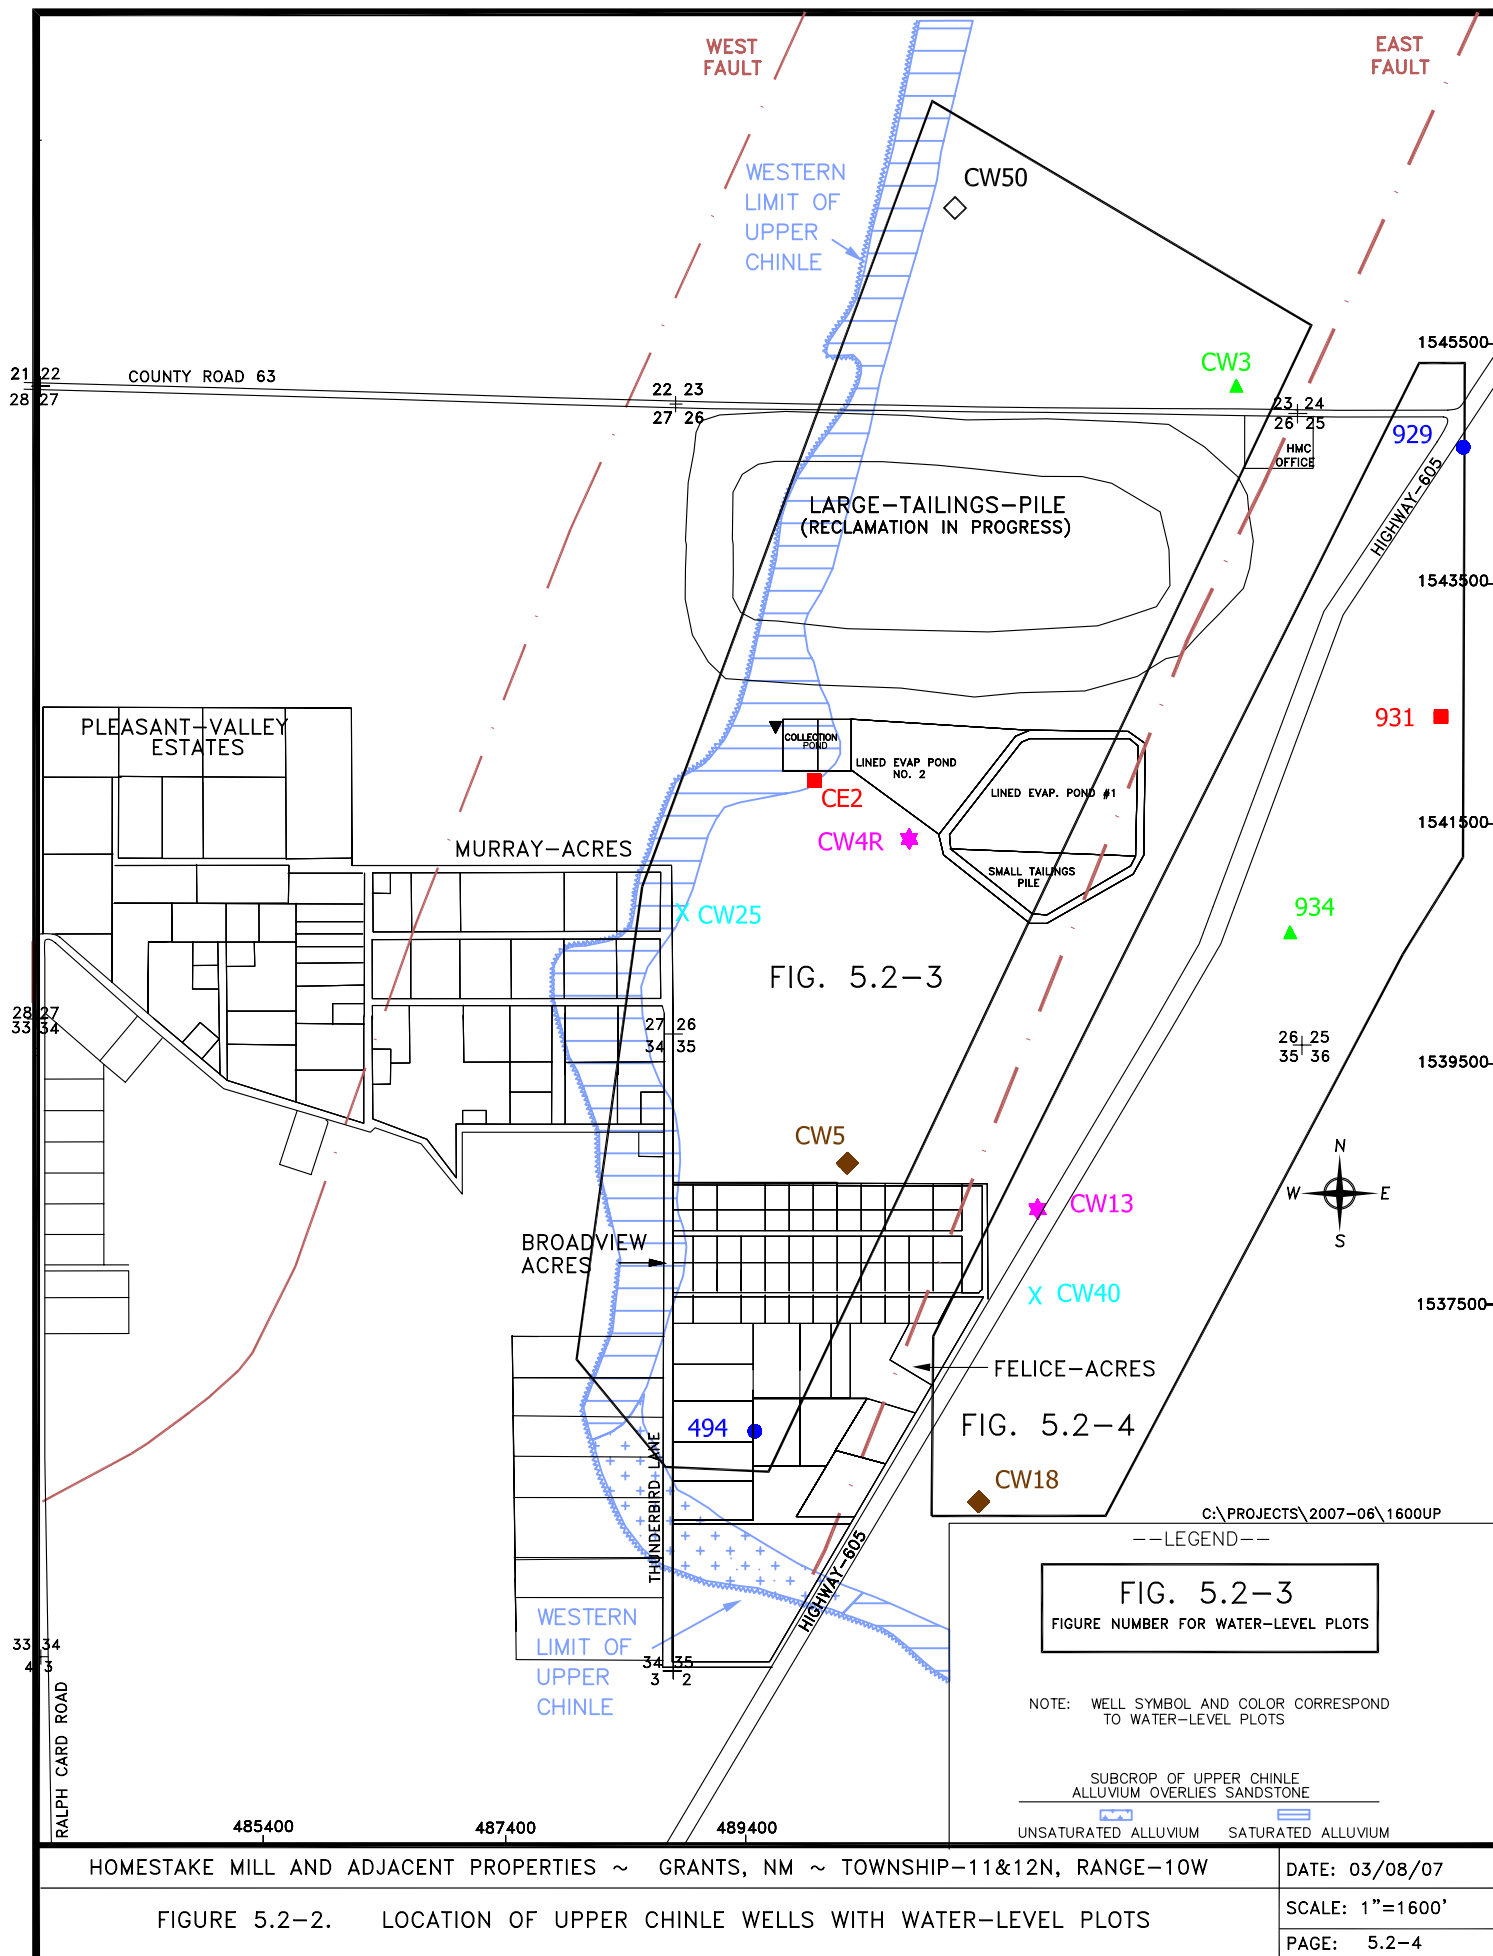 WEST
FAULT
EAST
FAULT
WESTERN
LIMIT OF
UPPER
CHINLE
CW50
1545500
CW3
21 22
28 27
COUNTY ROAD 63
22 23
27 26
23 24
26 25
929
HMC
OFFICE
HIGHWAY-605
LARGE-TAILINGS-PILE
(RECLAMATION IN PROGRESS)
1543500
931
PLEASANT-VALLEY
ESTATES
COLLECTION
POND
LINED EVAP POND
NO. 2
LINED EVAP. POND #1
CE2
1541500
CW4R
MURRAY-ACRES
SMALL TAILINGS
PILE
CW25
934
FIG. 5.2-3
28 27
33 34
27 26
34 35
26 25
35 36
1539500
CW5
N
W E
S
CW13
BROADVIEW
ACRES
CW40
1537500
FELICE-ACRES
494
FIG. 5.2-4
THUNDERBIRD LANE
CW18
HIGHWAY-605
C:\PROJECTS\2007-06\1600UP
--LEGEND--
FIG. 5.2-3
FIGURE NUMBER FOR WATER-LEVEL PLOTS
WESTERN
LIMIT OF
UPPER
CHINLE
33 34
4 3
34 35
3 2
RALPH CARD ROAD
NOTE: WELL SYMBOL AND COLOR CORRESPOND
TO WATER-LEVEL PLOTS
SUBCROP OF UPPER CHINLE
ALLUVIUM OVERLIES SANDSTONE
UNSATURATED ALLUVIUM SATURATED ALLUVIUM
485400 487400 489400
HOMESTAKE MILL AND ADJACENT PROPERTIES ~ GRANTS, NM ~ TOWNSHIP-11&12N, RANGE-10W
DATE: 03/08/07
FIGURE 5.2-2. LOCATION OF UPPER CHINLE WELLS WITH WATER-LEVEL PLOTS
SCALE: 1"=1600'
PAGE: 5.2-4